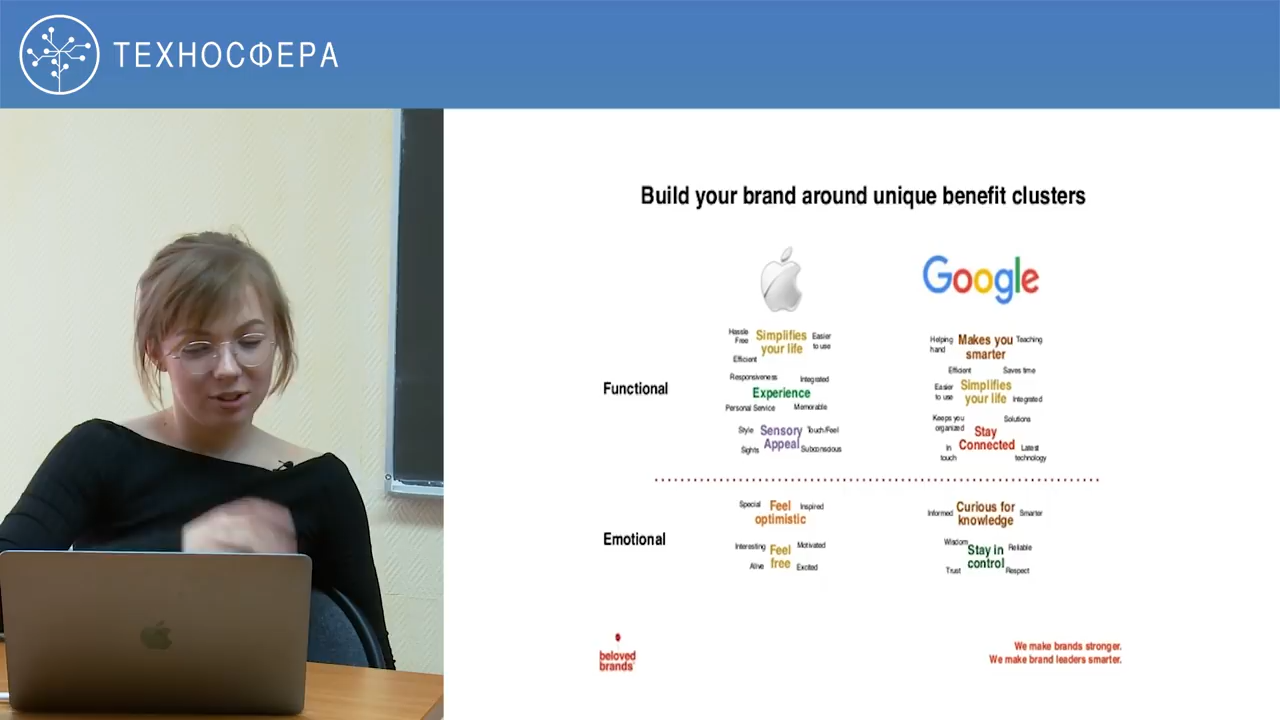 ТЕХНОСФЕРА
Build your brand around unique benefit clusters
Google
Functional
Hassle
Free
Simplifies
your life
Easier
to use
Efficient
Responsiveness
Integrated
Experience
Personal Service
Memorable
Style
Sensory
Appeal
Touch/Feel
Sights
Subconscious
Helping
hand
Makes you
smarter
Teaching
Efficient
Saves time
Easier
to use
Simplifies
your life
Integrated
Keeps you
organized
Solutions
Stay
Connected
In
touch
Latest
technology
Emotional
Special
Feel
optimistic
Inspired
Interesting
Feel
free
Motivated
Alive
Excited
Informed
Curious for
knowledge
Smarter
Wisdom
Stay in
control
Reliable
Trust
Respect
beloved
brands
We make brands stronger.
We make brand leaders smarter.